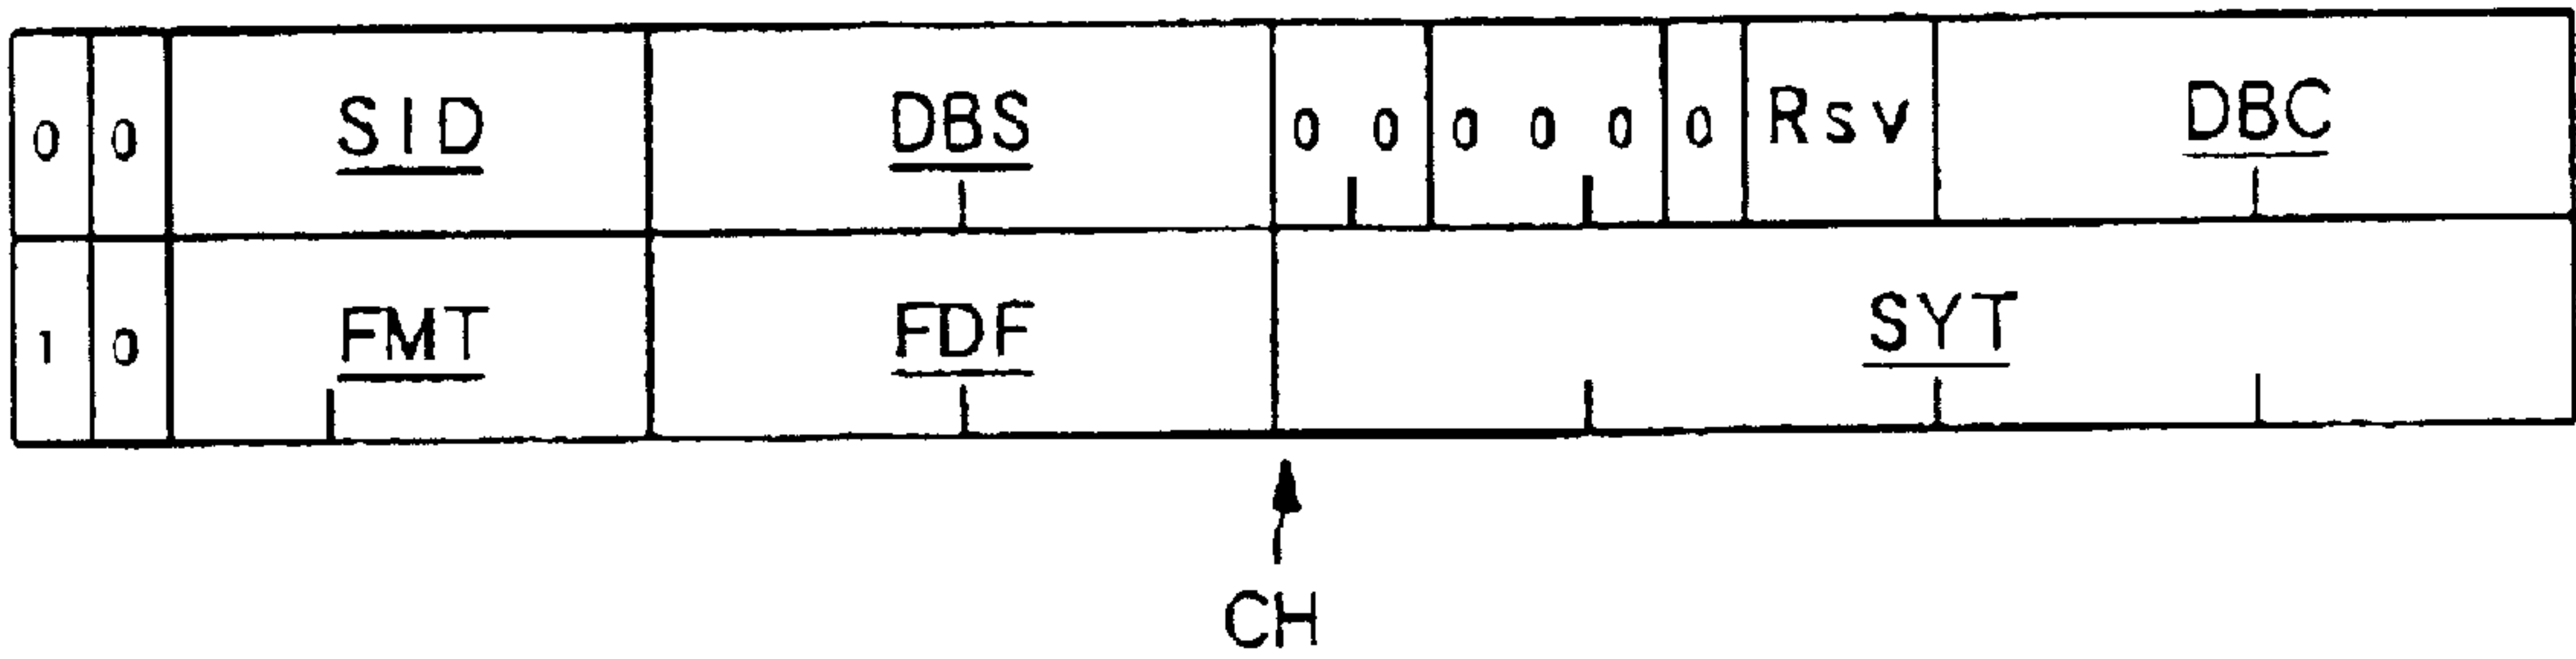 0 0 SID DBS 0 0 0 0 0 0 Rsv DBC
1 0 FMT FDF SYT
CH